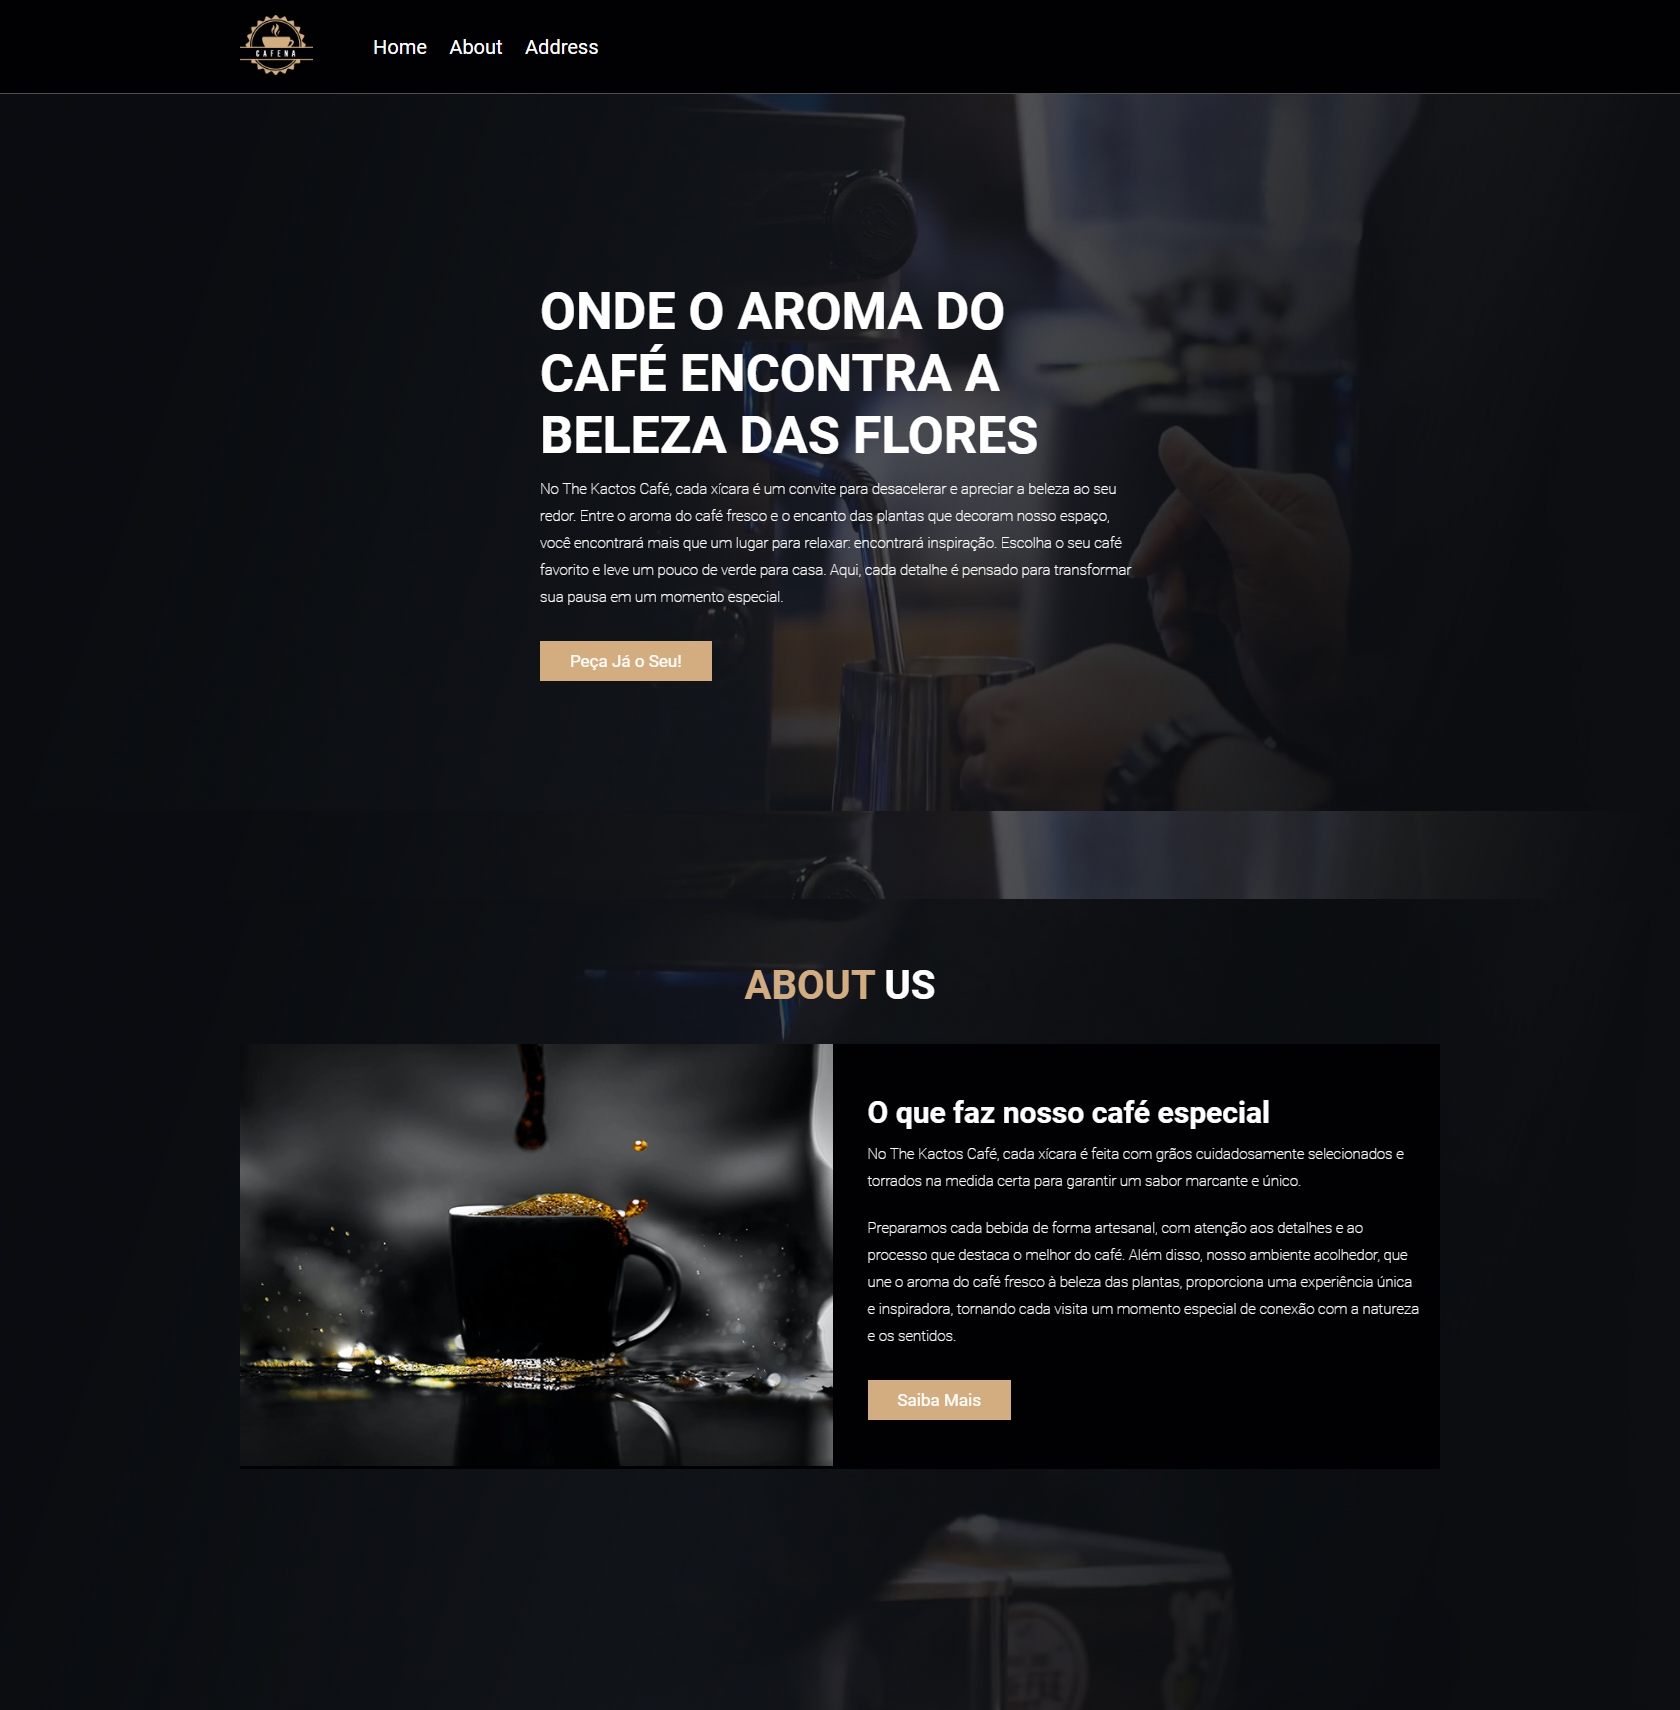 CAFENA
Home About Address
ONDE O AROMA DO
CAFÉ ENCONTRA A
BELEZA DAS FLORES
No The Kactos Café, cada xícara é um convite para desacelerar e apreciar a beleza ao seu
redor. Entre o aroma do café fresco e o encanto das plantas que decoram nosso espaço,
você encontrará mais que um lugar para relaxar: encontrará inspiração. Escolha o seu café
favorito e leve um pouco de verde para casa. Aqui, cada detalhe é pensado para transformar
sua pausa em um momento especial.
Peça Já o Seu!
ABOUT US
O que faz nosso café especial
No The Kactos Café, cada xícara é feita com grãos cuidadosamente selecionados e
torrados na medida certa para garantir um sabor marcante e único.
Preparamos cada bebida de forma artesanal, com atenção aos detalhes e ao
processo que destaca o melhor do café. Além disso, nosso ambiente acolhedor, que
une o aroma do café fresco à beleza das plantas, proporciona uma experiência única
e inspiradora, tornando cada visita um momento especial de conexão com a natureza
e os sentidos.
Saiba Mais